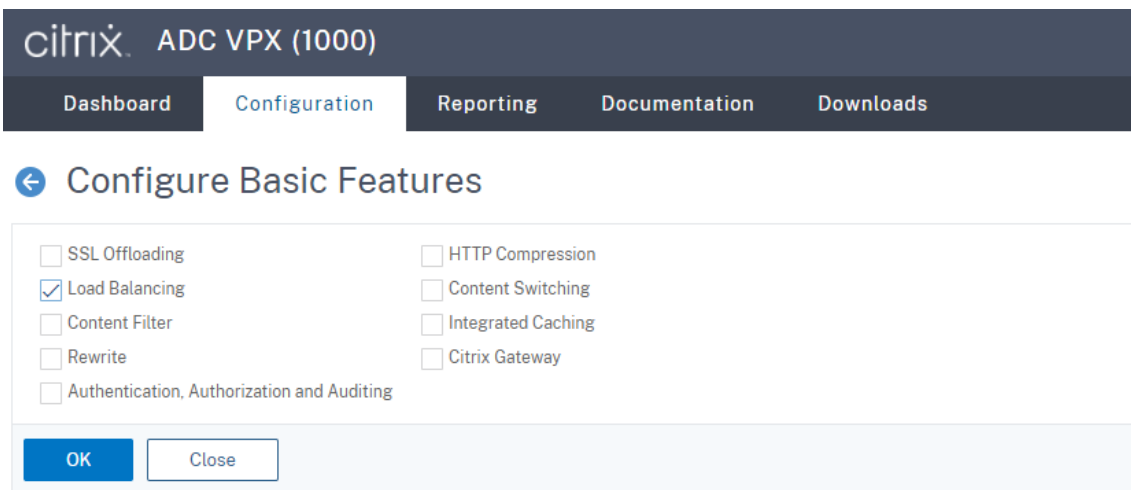 citrix. ADC VPX (1000)
Dashboard Configuration Reporting Documentation Downloads
Configure Basic Features
SSL Offloading HTTP Compression
Load Balancing Content Switching
Content Filter Integrated Caching
Rewrite Citrix Gateway
Authentication, Authorization and Auditing
OK Close